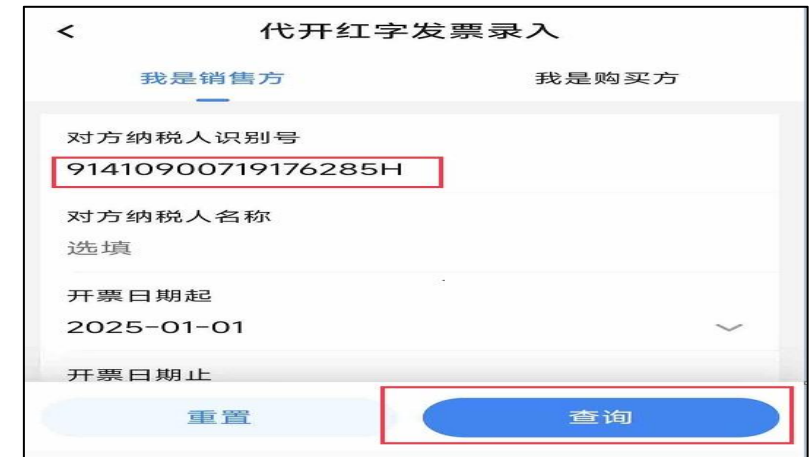 <
代开红字发票录入
我是销售方 我是购买方
对方纳税人识别号
91410900719176285H
对方纳税人名称
选填
开票日期起
2025-01-01
开票日期止
重置 查询